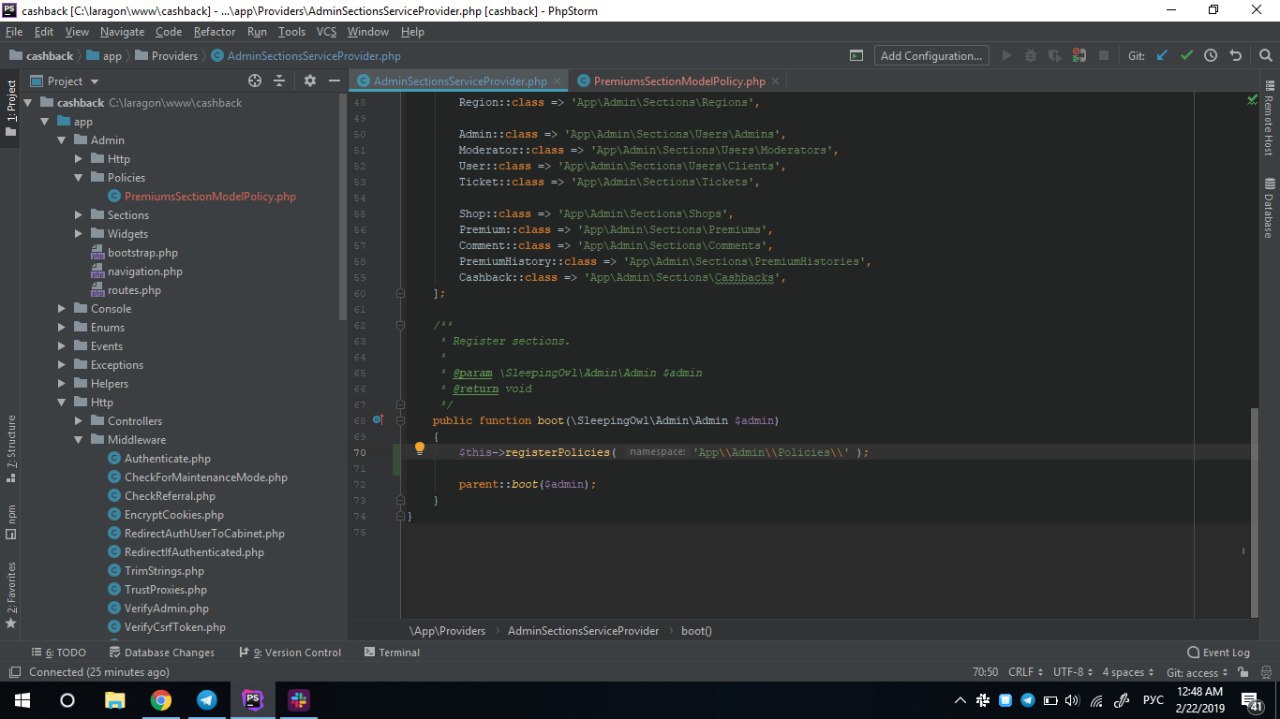 cashback [C:\laragon\www\cashback] - ...\app\Providers\AdminSectionsServiceProvider.php [cashback] - PhpStorm
File Edit View Navigate Code Refactor Run Tools VCS Window Help
cashback app Providers AdminSectionsServiceProvider.php Add Configuration... Git:
Project AdminSectionsServiceProvider.php PremiumsSectionModelPolicy.php
1: Project
7: Structure
npm
2: Favorites
cashback C:\laragon\www\cashback
app
Admin
Http
Policies
PremiumsSectionModelPolicy.php
Sections
Widgets
bootstrap.php
navigation.php
routes.php
Console
Enums
Events
Exceptions
Helpers
Http
Controllers
Middleware
Authenticate.php
CheckForMaintenanceMode.php
CheckReferral.php
EncryptCookies.php
RedirectAuthUserToCabinet.php
RedirectIfAuthenticated.php
TrimStrings.php
TrustProxies.php
VerifyAdmin.php
VerifyCsrfToken.php
48 Region::class => 'App\Admin\Sections\Regions',
49
50 Admin::class => 'App\Admin\Sections\Users\Admins',
51 Moderator::class => 'App\Admin\Sections\Users\Moderators',
52 User::class => 'App\Admin\Sections\Users\Clients',
53 Ticket::class => 'App\Admin\Sections\Tickets',
54
55 Shop::class => 'App\Admin\Sections\Shops',
56 Premium::class => 'App\Admin\Sections\Premiums',
57 Comment::class => 'App\Admin\Sections\Comments',
58 PremiumHistory::class => 'App\Admin\Sections\PremiumHistories',
59 Cashback::class => 'App\Admin\Sections\Cashbacks',
60 ];
61
62 /**
63 * Register sections.
64 *
65 * @param \SleepingOwl\Admin\Admin $admin
66 * @return void
67 */
68 public function boot(\SleepingOwl\Admin\Admin $admin)
69 {
70 $this->registerPolicies( namespace: 'App\\Admin\\Policies\\' );
71
72 parent::boot($admin);
73 }
74 }
75
Remote Host
Database
\App\Providers AdminSectionsServiceProvider boot()
6: TODO Database Changes 9: Version Control Terminal Event Log
Connected (25 minutes ago) 70:50 CRLF UTF-8 4 spaces Git: access
РУС 12:48 AM
2/22/2019 41